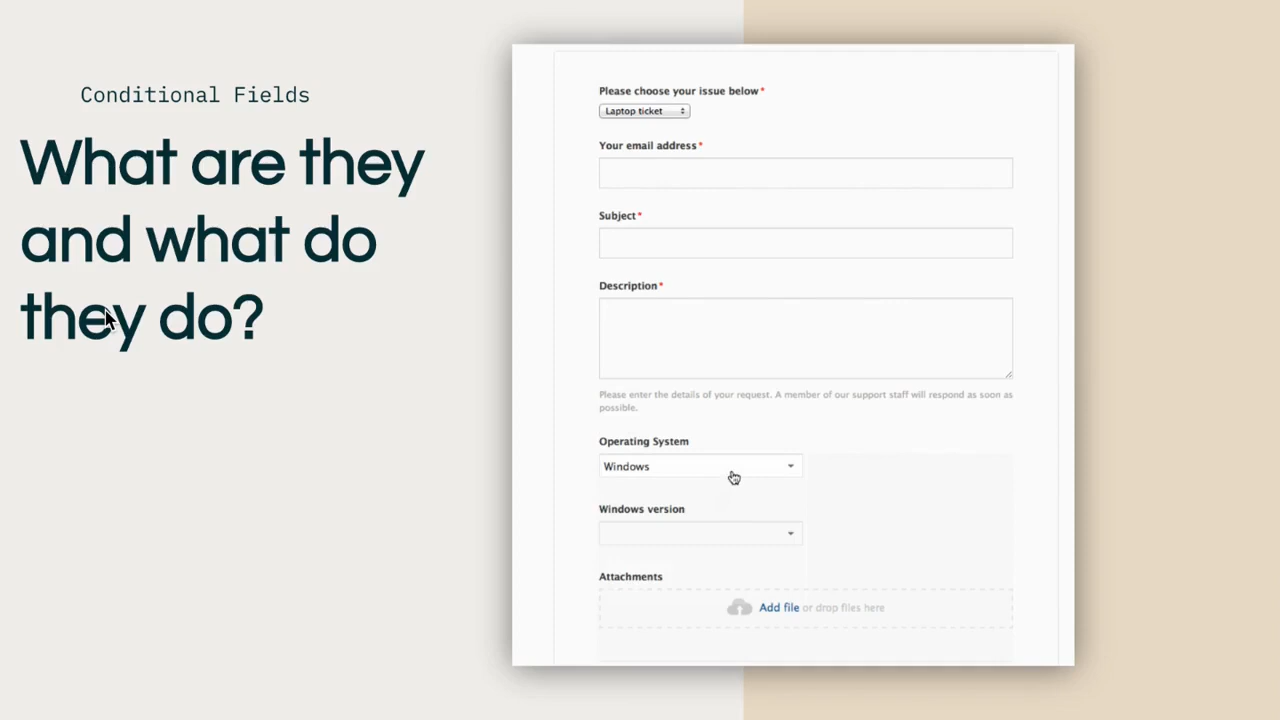 Conditional Fields
What are they
and what do
they do?
Please choose your issue below*
Laptop ticket
Your email address*
Subject*
Description*
Please enter the details of your request. A member of our support staff will respond as soon as
possible.
Operating System
Windows
Windows version
Attachments
Add file or drop files here